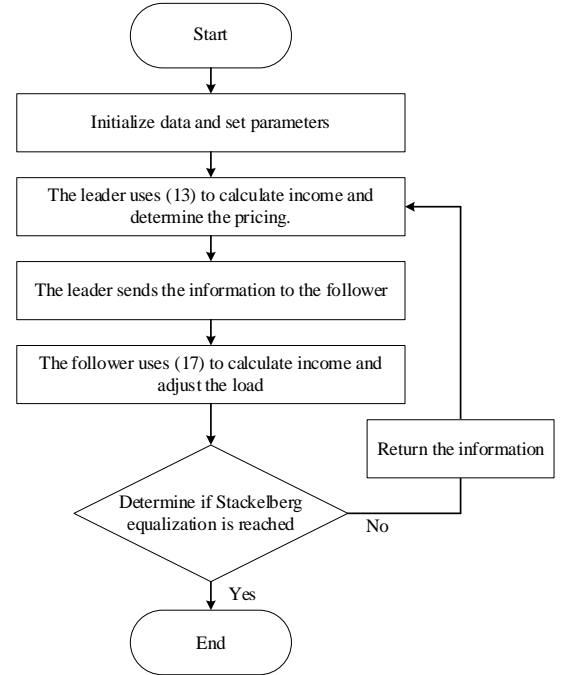 Start
Initialize data and set parameters
The leader uses (13) to calculate income and
determine the pricing.
The leader sends the information to the follower
The follower uses (17) to calculate income and
adjust the load
Return the information
Determine if Stackelberg
equalization is reached
No
Yes
End